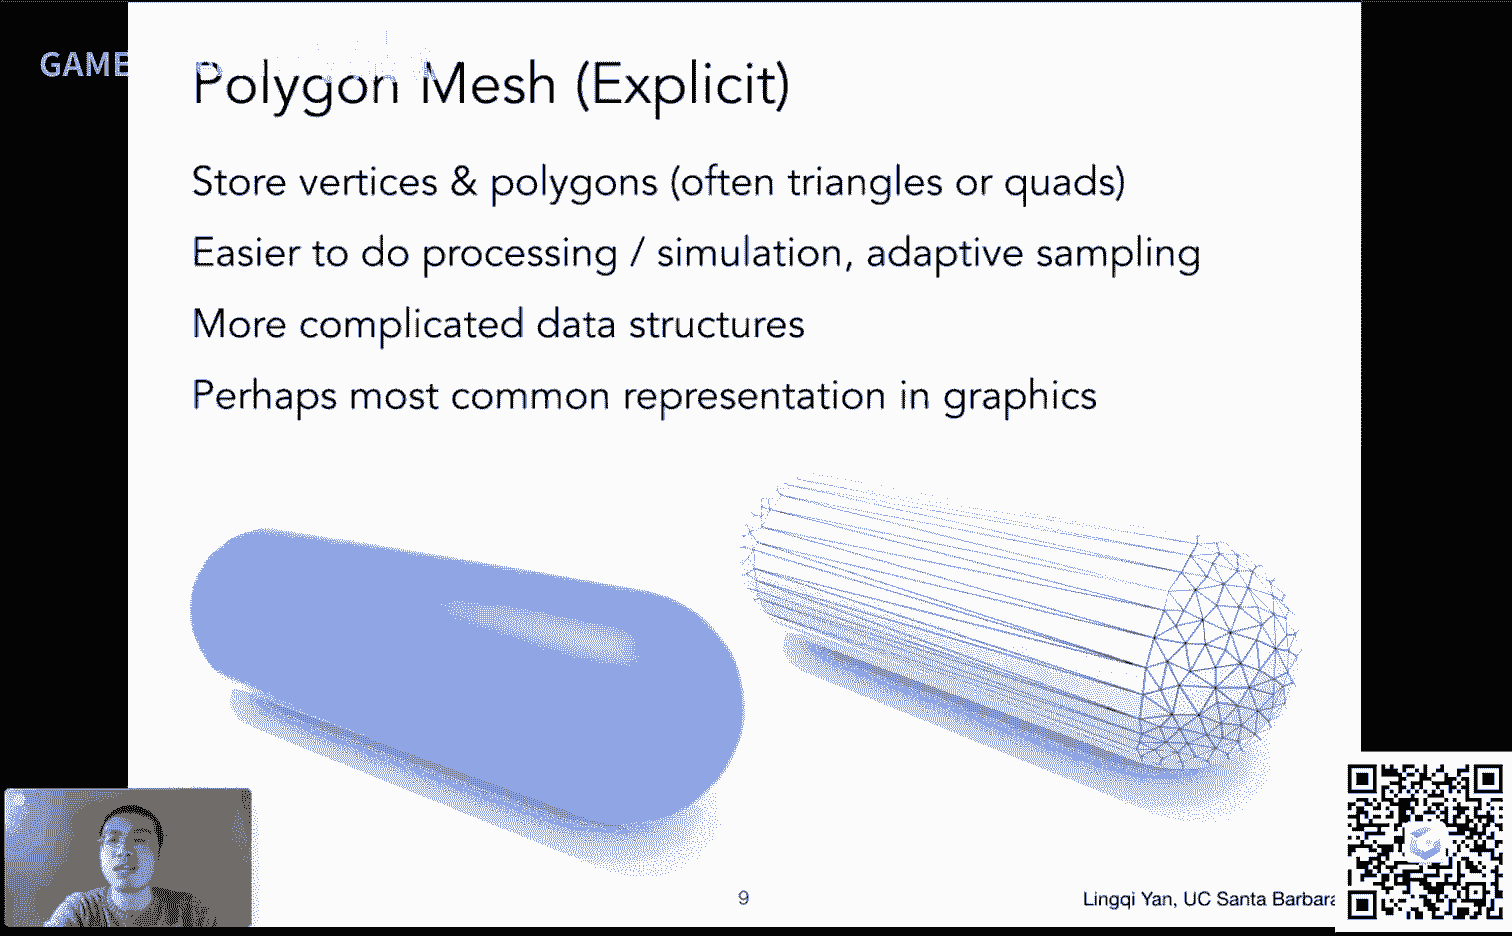 GAME
Polygon Mesh (Explicit)
Store vertices & polygons (often triangles or quads)
Easier to do processing / simulation, adaptive sampling
More complicated data structures
Perhaps most common representation in graphics
9
Lingqi Yan, UC Santa Barbara